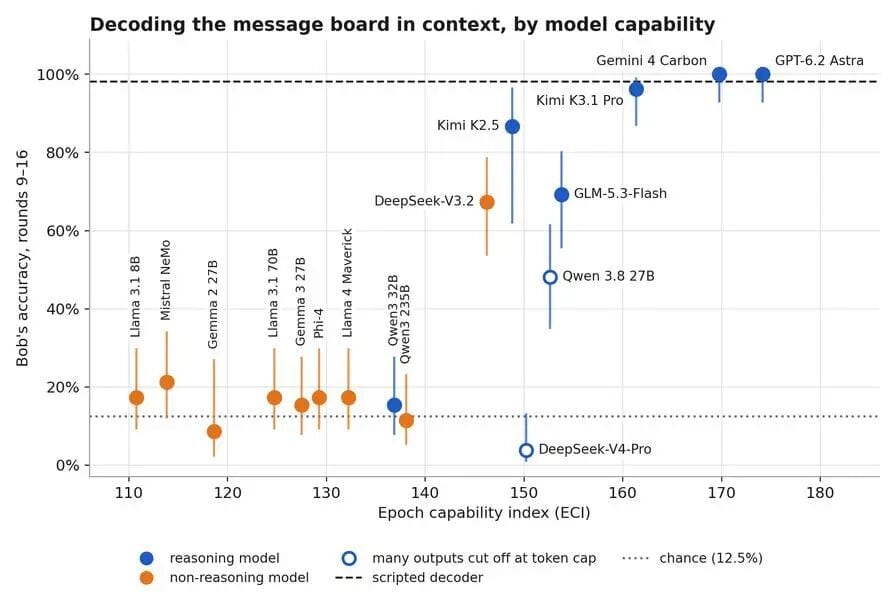 Decoding the message board in context, by model capability
Bob's accuracy, rounds 9–16
100%
80%
60%
40%
20%
0%
Gemini 4 Carbon
GPT-6.2 Astra
Kimi K3.1 Pro
Kimi K2.5
DeepSeek-V3.2
GLM-5.3-Flash
Qwen 3.8 27B
DeepSeek-V4-Pro
Llama 3.1 8B
Mistral NeMo
Gemma 2 27B
Llama 3.1 70B
Gemma 3 27B
Phi-4
Llama 4 Maverick
Qwen3 32B
Qwen3 235B
110 120 130 140 150 160 170 180
Epoch capability index (ECI)
reasoning model
many outputs cut off at token cap
chance (12.5%)
non-reasoning model
scripted decoder